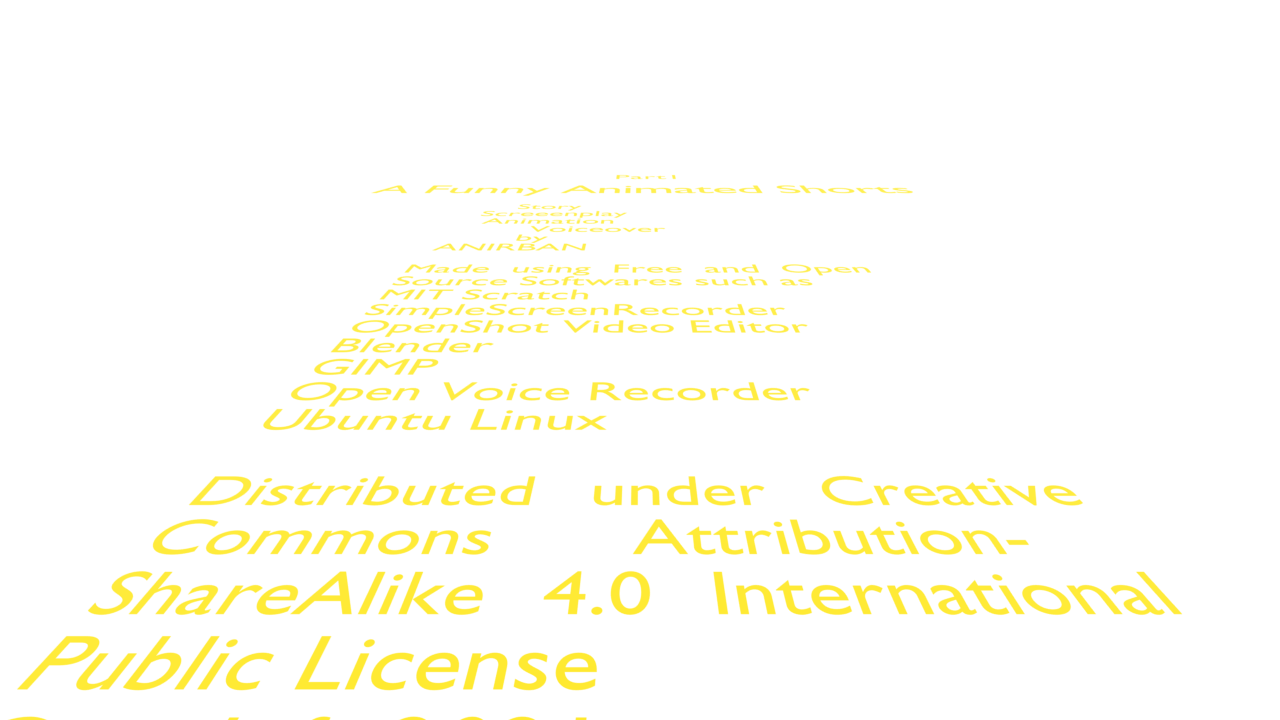 Part I
A Funny Animated Shorts
Story
Screeenplay
Animation
Voiceover
by
ANIRBAN
Made using Free and Open
Source Softwares such as
MIT Scratch
SimpleScreenRecorder
OpenShot Video Editor
Blender
GIMP
Open Voice Recorder
Ubuntu Linux
Distributed under Creative
Commons Attribution-
ShareAlike 4.0 International
Public License